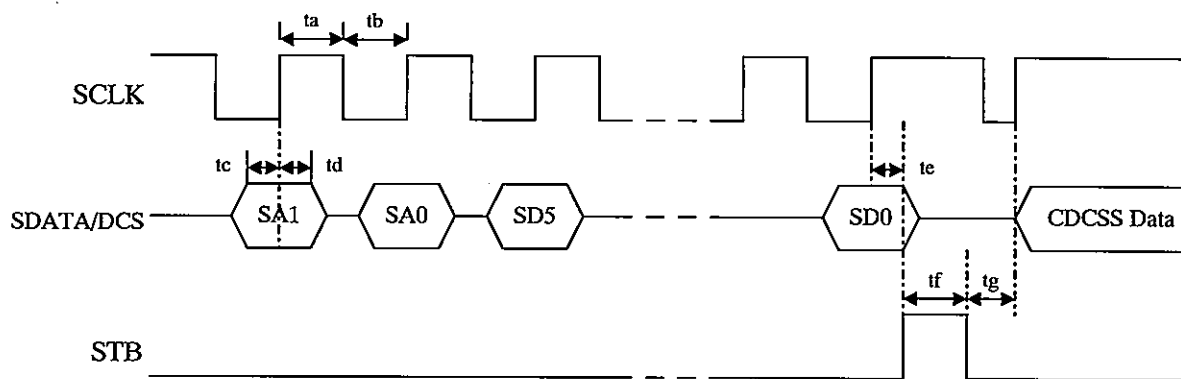 ta tb
SCLK
tc td te
SDATA/DCS SA1 SA0 SD5 SD0 CDCSS Data
tf tg
STB